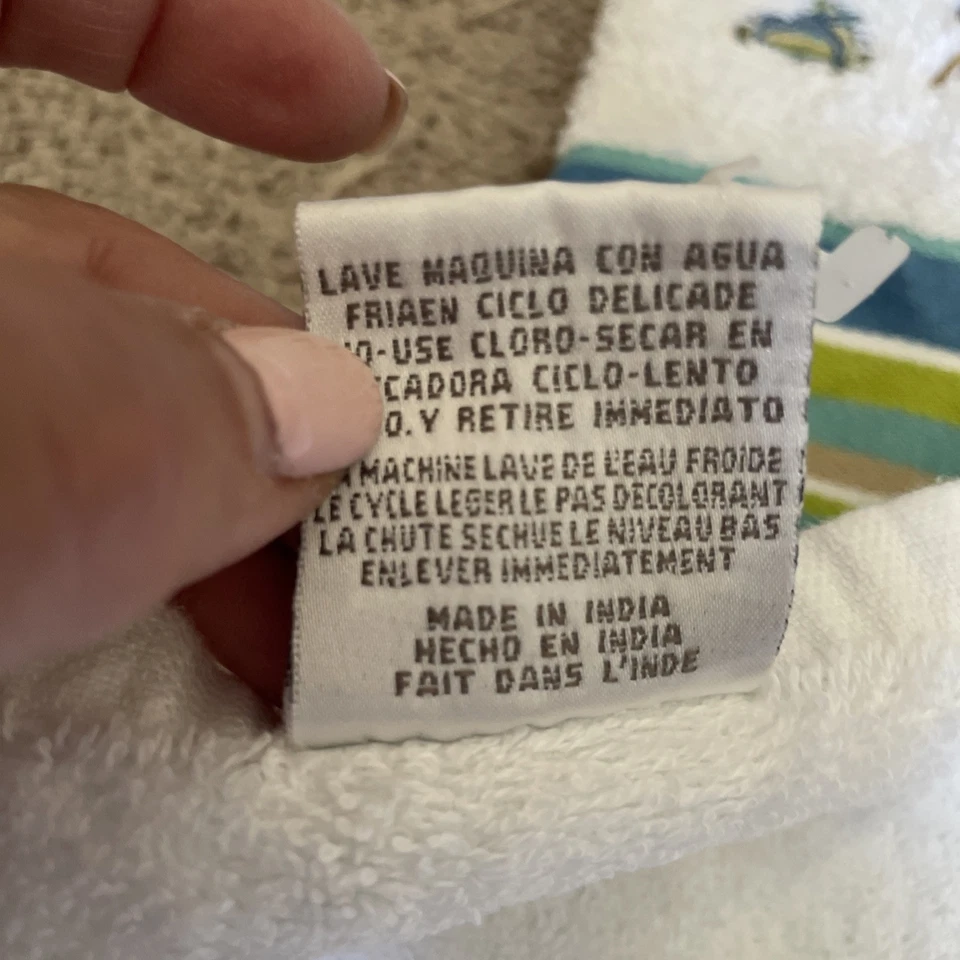 LAVE MAQUINA CON AGUA
FRIAEN CICLO DELICADE
-USE CLORO-SECAR EN
CADORA CICLO-LENTO
O.Y RETIRE IMMEDIATO
MACHINE LAVE DE L'EAU FROIDE
LE CYCLE LEGER LE PAS DECOLORANT
LA CHUTE SECHUE LE NIVEAU BAS
ENLEVER IMMEDIATEMENT
MADE IN INDIA
HECHO EN INDIA
FAIT DANS L'INDE